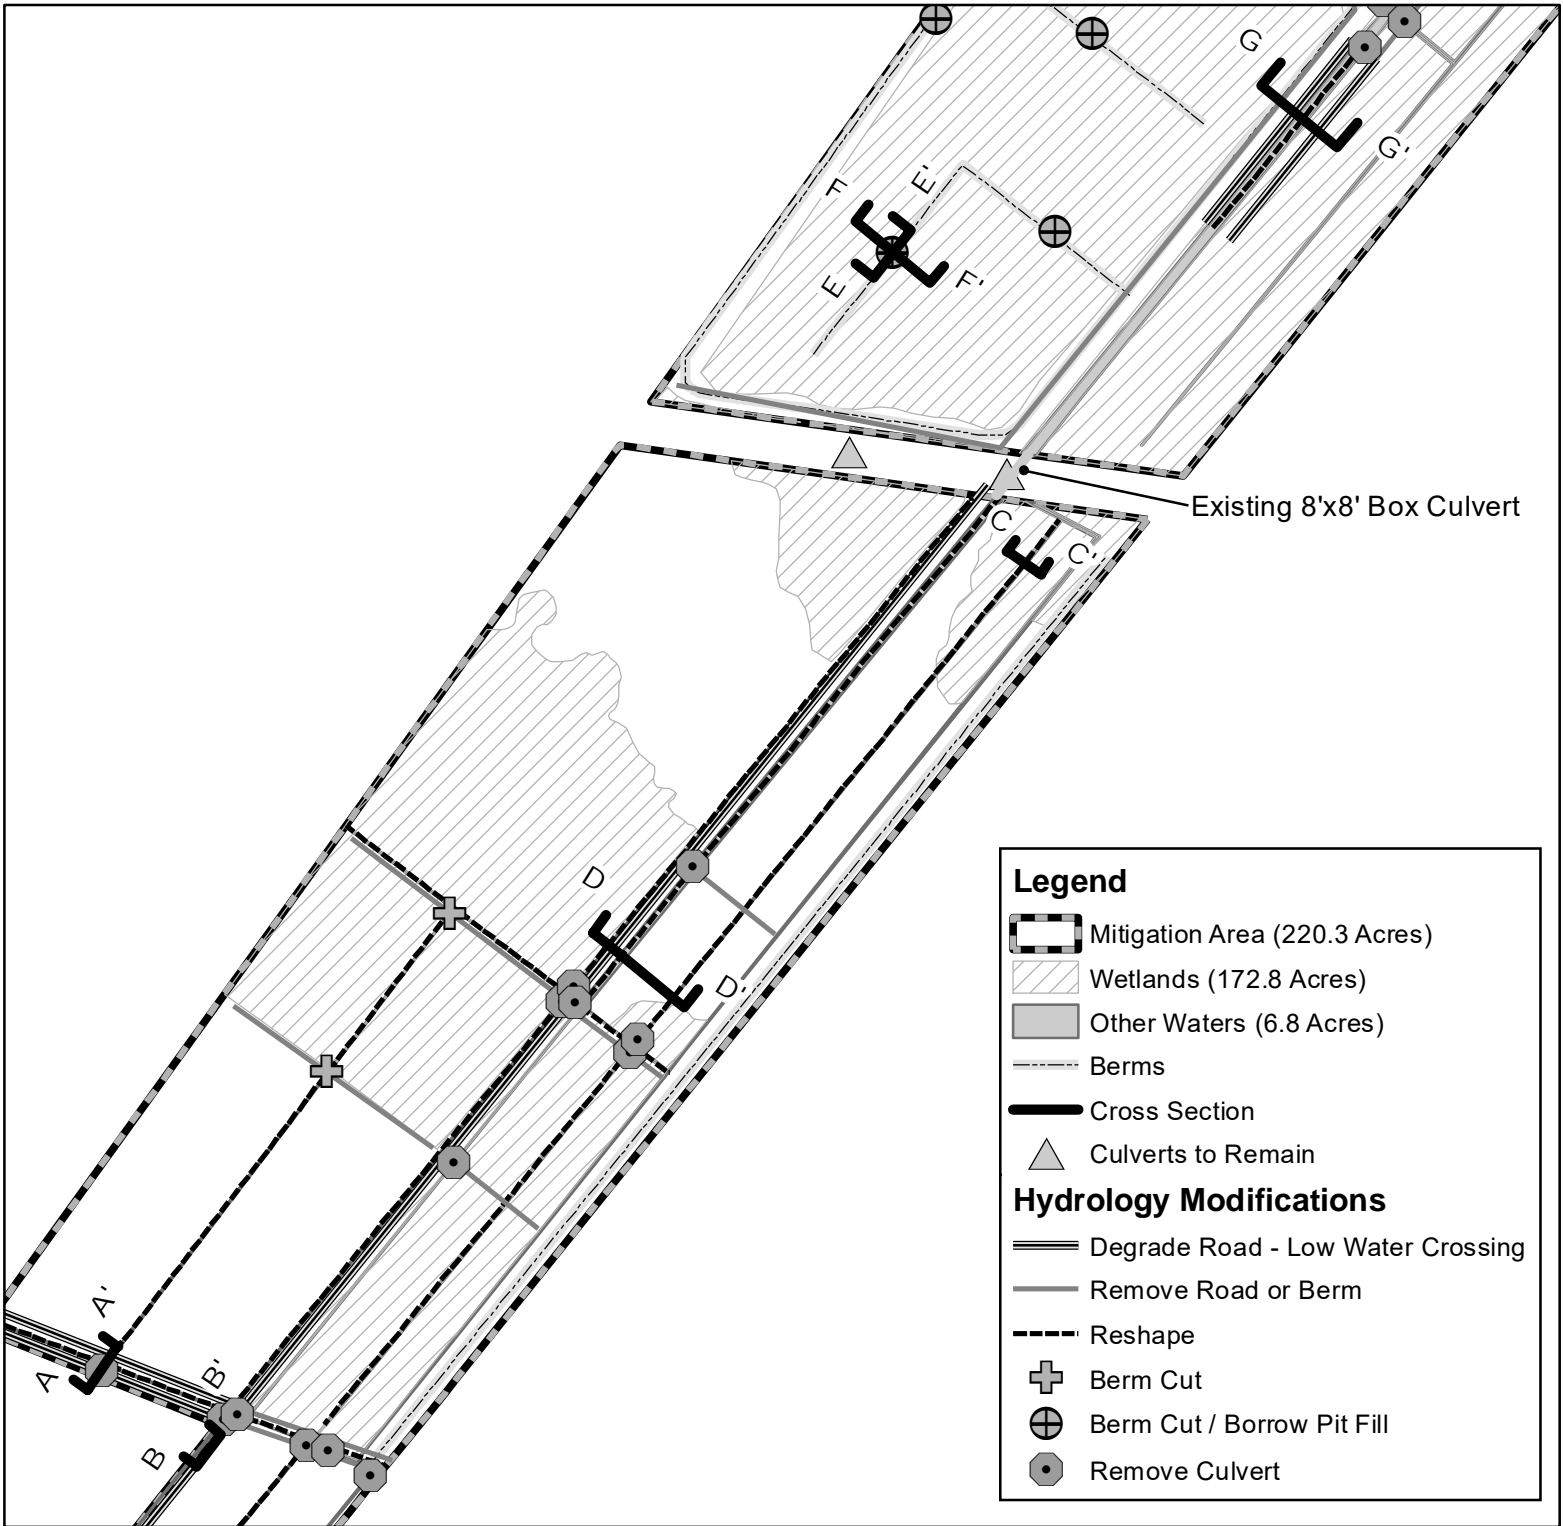 G
G'
F
E'
E
F'
Existing 8'x8' Box Culvert
C
C'
D
D'
A'
A
B'
B
Legend
Mitigation Area (220.3 Acres)
Wetlands (172.8 Acres)
Other Waters (6.8 Acres)
Berms
Cross Section
Culverts to Remain
Hydrology Modifications
Degrade Road - Low Water Crossing
Remove Road or Berm
Reshape
Berm Cut
Berm Cut / Borrow Pit Fill
Remove Culvert